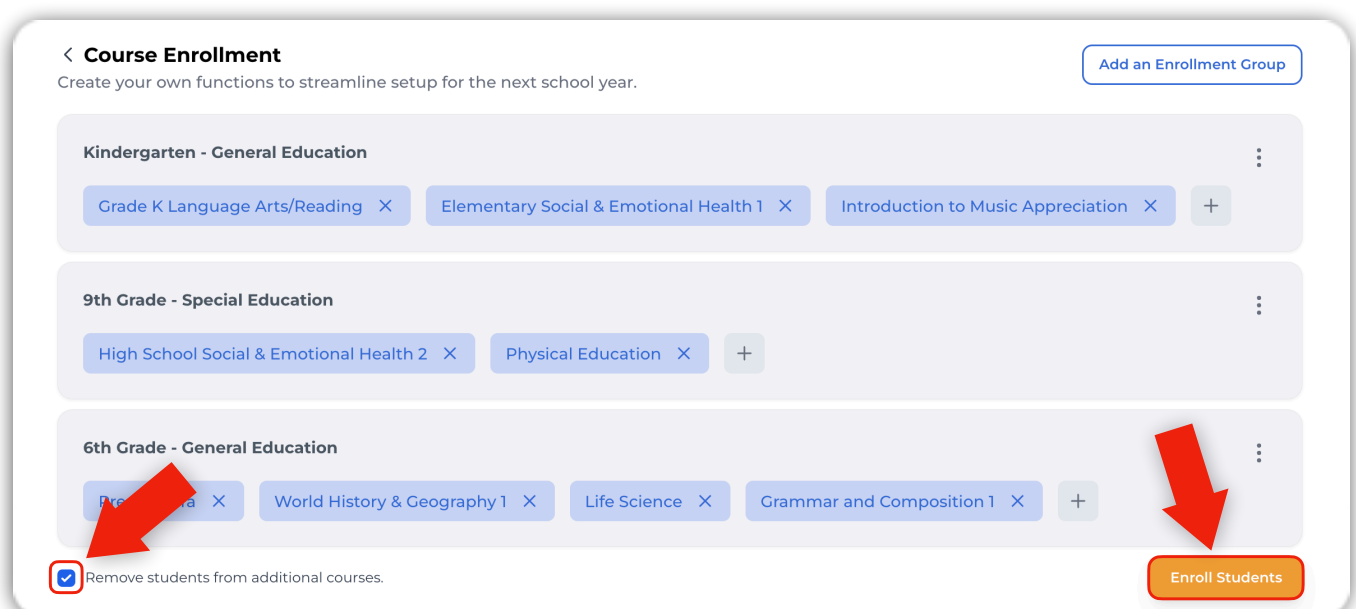 Course Enrollment
Add an Enrollment Group
Create your own functions to streamline setup for the next school year.
Kindergarten - General Education
Grade K Language Arts/Reading
Elementary Social & Emotional Health 1
Introduction to Music Appreciation
9th Grade - Special Education
High School Social & Emotional Health 2
Physical Education
6th Grade - General Education
World History & Geography 1
Life Science
Grammar and Composition 1
Remove students from additional courses.
Enroll Students